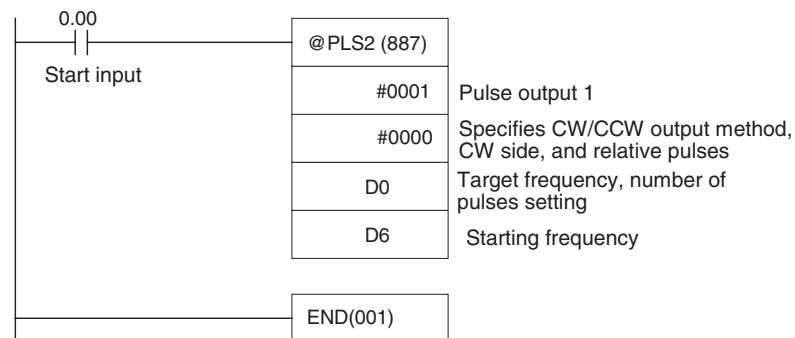 0.00
@PLS2 (887)
Start input
#0001
Pulse output 1
#0000
Specifies CW/CCW output method,
CW side, and relative pulses
D0
Target frequency, number of
pulses setting
D6
Starting frequency
END(001)